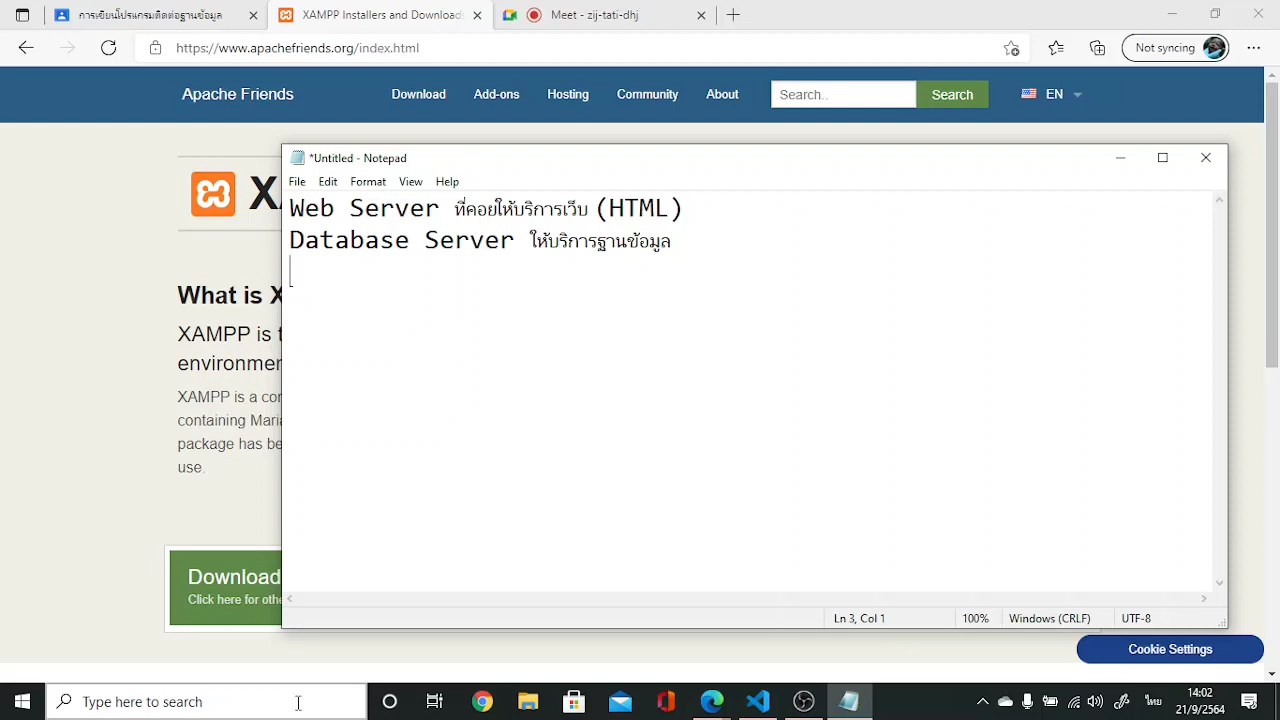 การเขียนโปรแกรมติดต่อฐานข้อมูล
XAMPP Installers and Downloads
Meet - zij-tati-dhj
https://www.apachefriends.org/index.html
Not syncing
Apache Friends
Download
Add-ons
Hosting
Community
About
Search..
Search
EN
*Untitled - Notepad
File
Edit
Format
View
Help
Web Server ที่คอยให้บริการเว็บ (HTML)
Database Server ให้บริการฐานข้อมูล
X
What is X
XAMPP is t
environmen
XAMPP is a con
containing Maria
package has be
use.
Download
Click here for othe
Ln 3, Col 1
100%
Windows (CRLF)
UTF-8
Cookie Settings
Type here to search
ไทย
14:02
21/9/2564